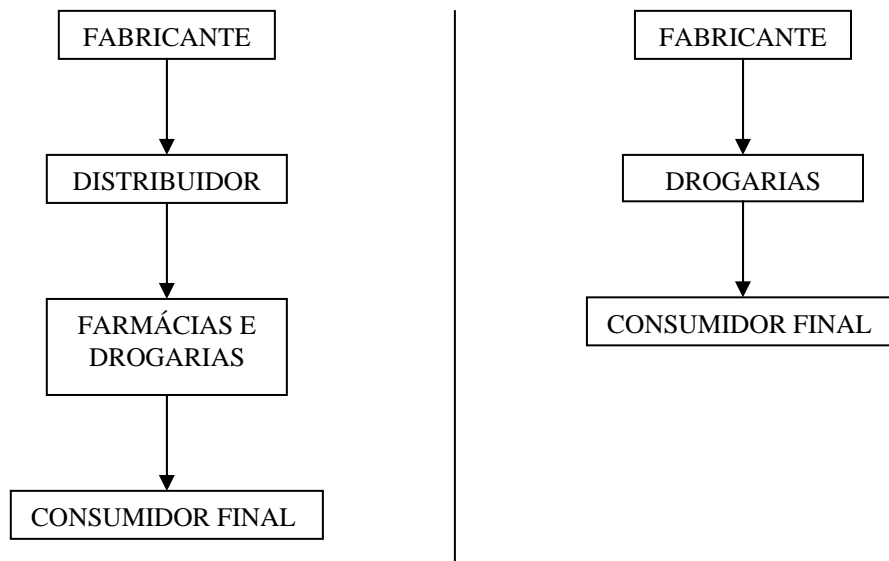 FABRICANTE
DISTRIBUIDOR
FARMÁCIAS E
DROGARIAS
CONSUMIDOR FINAL
FABRICANTE
DROGARIAS
CONSUMIDOR FINAL